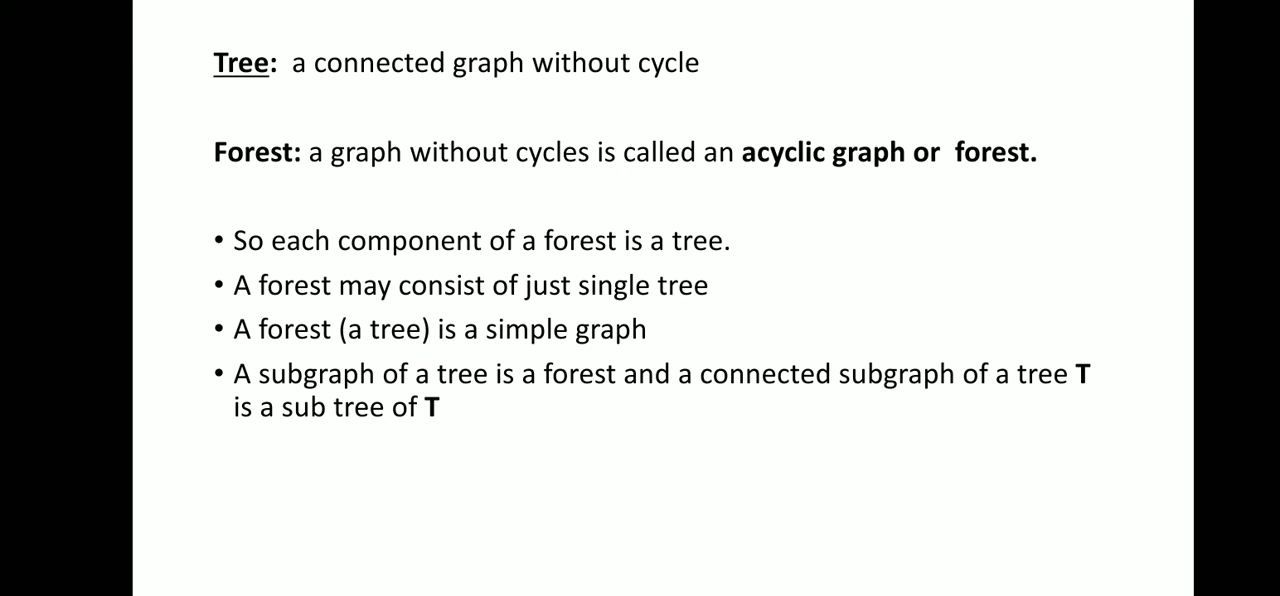 Tree: a connected graph without cycle
Forest: a graph without cycles is called an acyclic graph or forest.
• So each component of a forest is a tree.
• A forest may consist of just single tree
• A forest (a tree) is a simple graph
• A subgraph of a tree is a forest and a connected subgraph of a tree T
is a sub tree of T